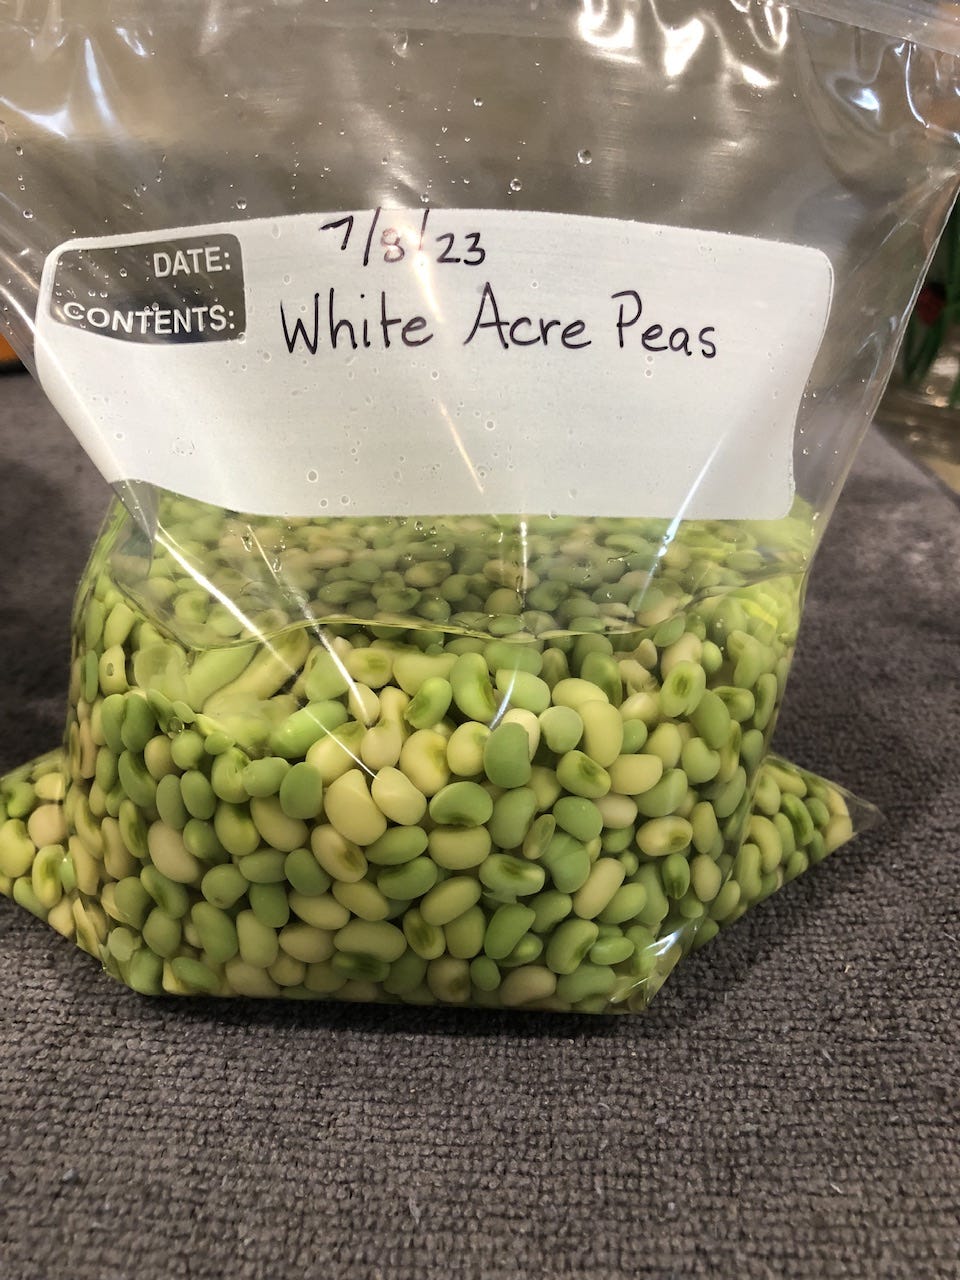 DATE: 7/8/23
CONTENTS: White Acre Peas